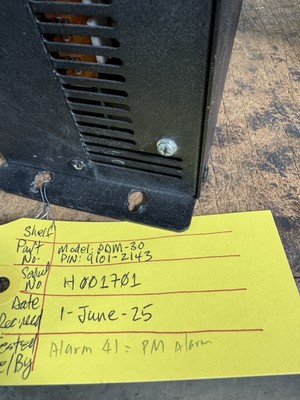 Shelf
Part No. Model: PDM-30
P/N: 9101-2143
Serial No H001701
Date 1-June-25
Alarm 41 = PM Alarm
/By